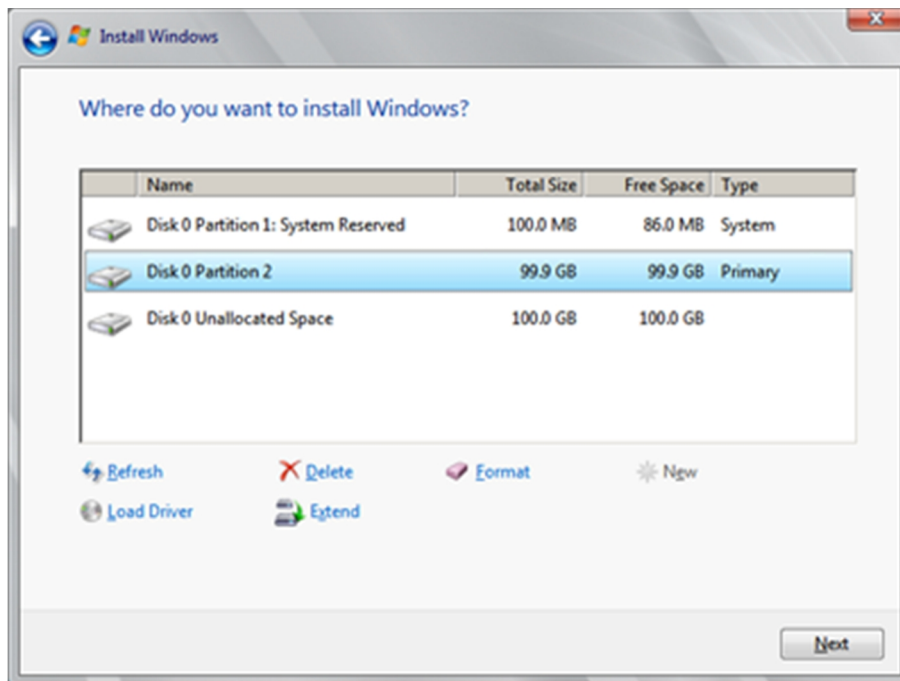 Install Windows
Where do you want to install Windows?
Name Total Size Free Space Type
Disk 0 Partition 1: System Reserved 100.0 MB 86.0 MB System
Disk 0 Partition 2 99.9 GB 99.9 GB Primary
Disk 0 Unallocated Space 100.0 GB 100.0 GB
Refresh Delete Format New
Load Driver Extend
Next